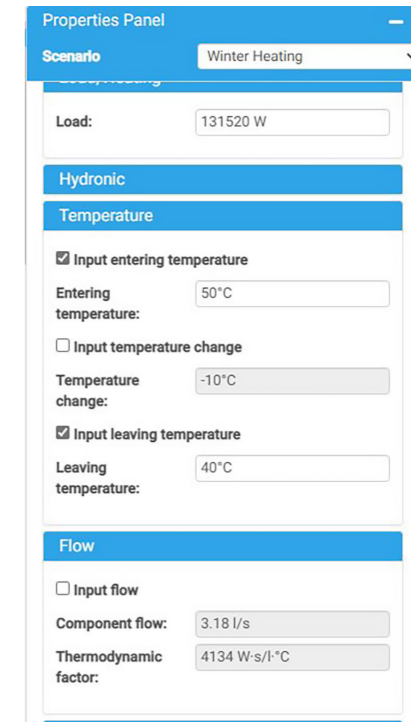 Properties Panel
Scenario Winter Heating
Load: 131520 W
Hydronic
Temperature
Input entering temperature
Entering temperature: 50°C
Input temperature change
Temperature change: -10°C
Input leaving temperature
Leaving temperature: 40°C
Flow
Input flow
Component flow: 3.18 l/s
Thermodynamic factor: 4134 W·s/l·°C